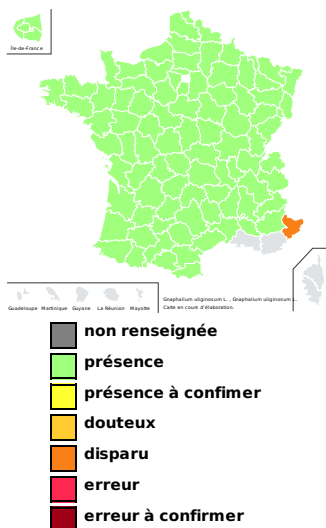 Île-de-France
Gnaphalium uliginosum L. , Gnaphalium uliginosum L.
Carte en cours d'élaboration.
Guadeloupe Martinique Guyane La Réunion Mayotte
non renseignée
présence
présence à confimer
douteux
disparu
erreur
erreur à confirmer